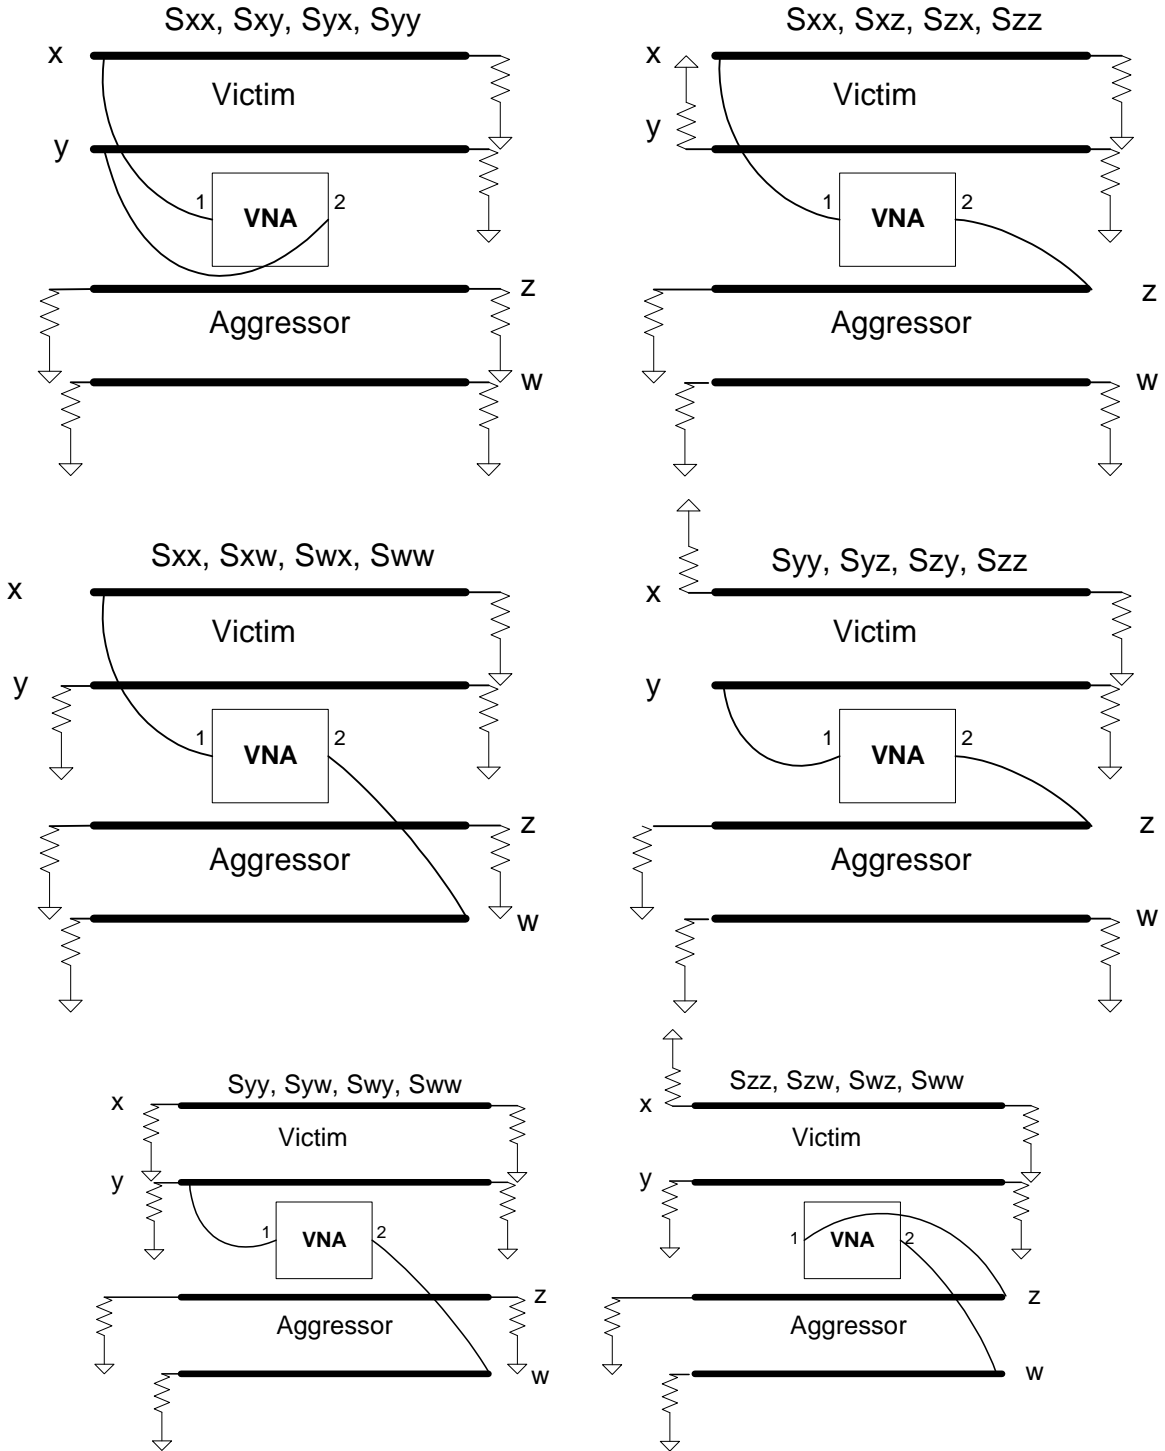 Sxx, Sxy, Syx, Syy
x
Victim
y
1
VNA
2
z
Aggressor
w
Sxx, Sxz, Szx, Szz
x
Victim
y
1
VNA
2
z
Aggressor
w
Sxx, Sxw, Swx, Sww
x
Victim
y
1
VNA
2
z
Aggressor
w
Syy, Syz, Szy, Szz
x
Victim
y
1
VNA
2
z
Aggressor
w
Syy, Syw, Swy, Sww
x
Victim
y
1
VNA
2
z
Aggressor
w
Szz, Szw, Swz, Sww
x
Victim
y
1
VNA
2
z
Aggressor
w